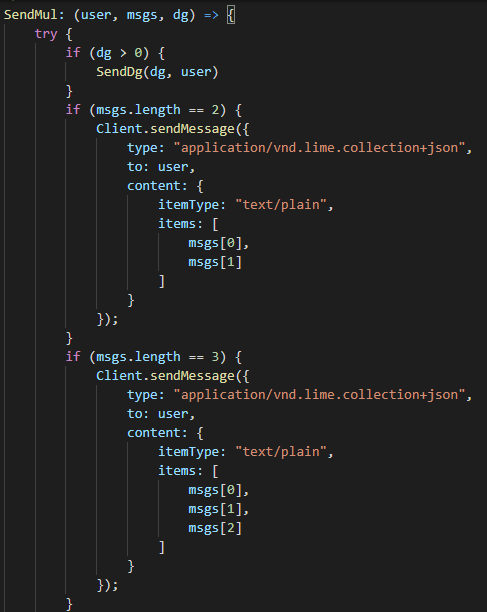 SendMul: (user, msgs, dg) => {
    try {
        if (dg > 0) {
            SendDg(dg, user)
        }
        if (msgs.length == 2) {
            Client.sendMessage({
                type: "application/vnd.lime.collection+json",
                to: user,
                content: {
                    itemType: "text/plain",
                    items: [
                        msgs[0],
                        msgs[1]
                    ]
                }
            });
        }
        if (msgs.length == 3) {
            Client.sendMessage({
                type: "application/vnd.lime.collection+json",
                to: user,
                content: {
                    itemType: "text/plain",
                    items: [
                        msgs[0],
                        msgs[1],
                        msgs[2]
                    ]
                }
            });
        }